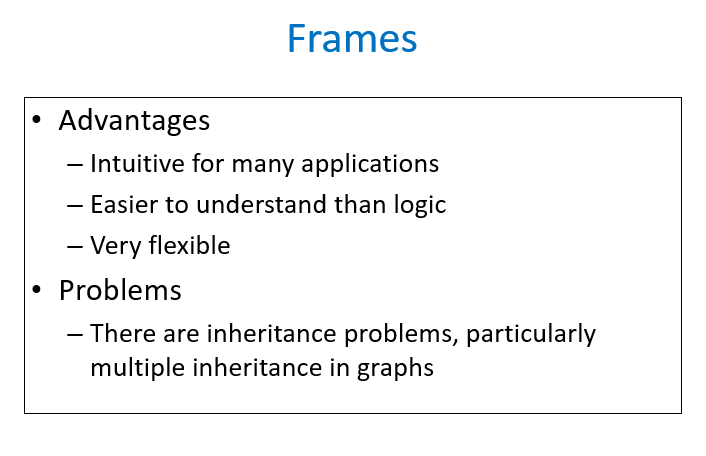 Frames
• Advantages
– Intuitive for many applications
– Easier to understand than logic
– Very flexible
• Problems
– There are inheritance problems, particularly
multiple inheritance in graphs